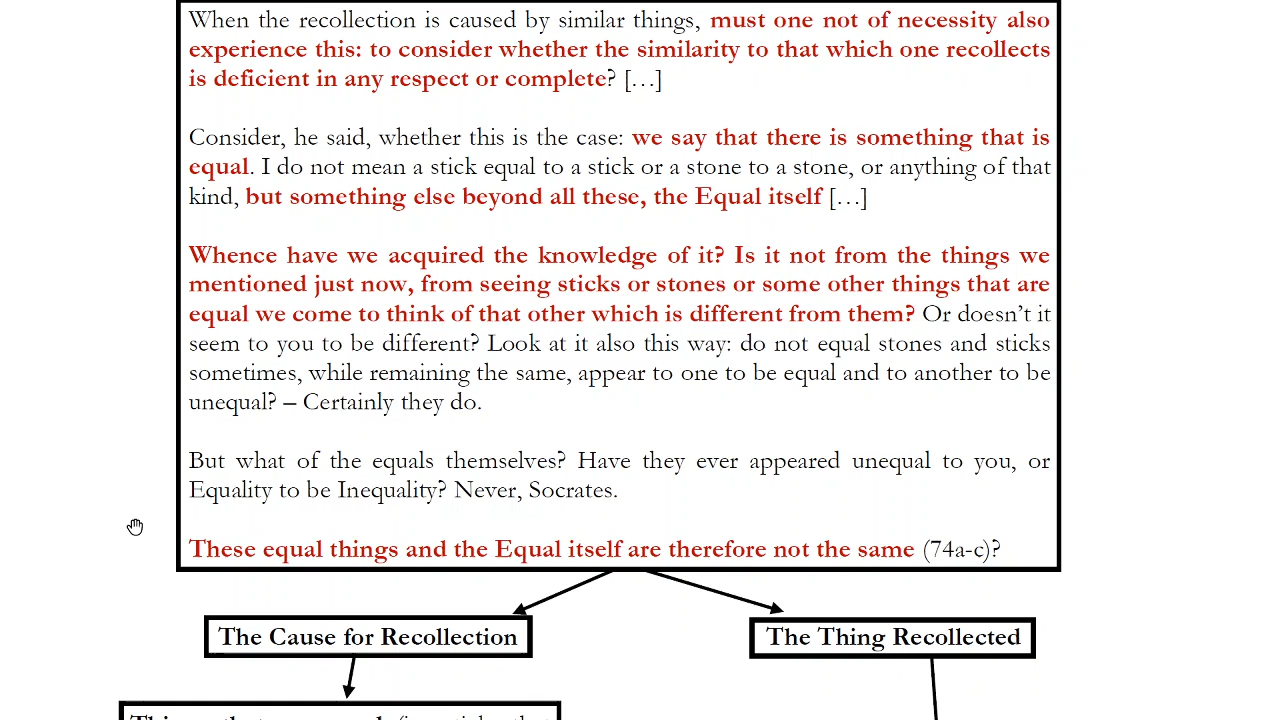 When the recollection is caused by similar things, must one not of necessity also
experience this: to consider whether the similarity to that which one recollects
is deficient in any respect or complete? […]
Consider, he said, whether this is the case: we say that there is something that is
equal. I do not mean a stick equal to a stick or a stone to a stone, or anything of that
kind, but something else beyond all these, the Equal itself […]
Whence have we acquired the knowledge of it? Is it not from the things we
mentioned just now, from seeing sticks or stones or some other things that are
equal we come to think of that other which is different from them? Or doesn't it
seem to you to be different? Look at it also this way: do not equal stones and sticks
sometimes, while remaining the same, appear to one to be equal and to another to be
unequal? – Certainly they do.
But what of the equals themselves? Have they ever appeared unequal to you, or
Equality to be Inequality? Never, Socrates.
These equal things and the Equal itself are therefore not the same (74a-c)?
The Cause for Recollection
The Thing Recollected